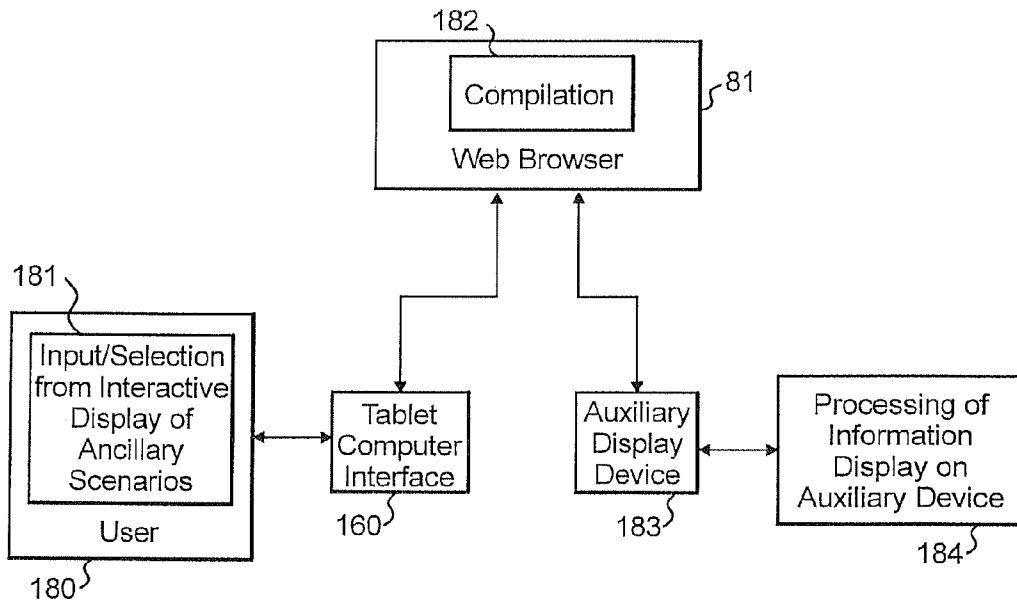 182
Compilation
Web Browser
81
181
Input/Selection
from Interactive
Display of
Ancillary
Scenarios
User
180
Tablet
Computer
Interface
160
Auxiliary
Display
Device
183
Processing of
Information
Display on
Auxiliary Device
184